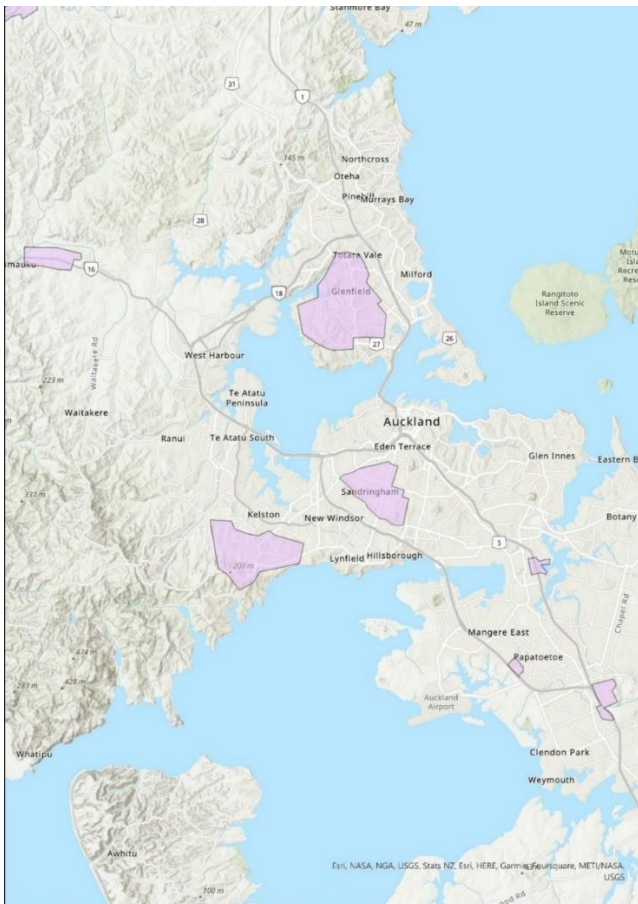 Stanmore Bay
47 m
31
1
Northcross
145 m
Oteha
Pinehill
Murrays Bay
28
Totara Vale
16
18
Milford
Glenfield
Rangitoto
Island Scenic
Reserve
27
26
West Harbour
Waitakere Rd
223 m
Te Atatu
Peninsula
Waitakere
Auckland
Ranui
Te Atatu South
Eden Terrace
Glen Innes
Sandringham
337 m
Kelston
New Windsor
Botany
5
Lynfield
Hillsborough
200 m
Chapel Rd
Mangere East
474 m
Papatoetoe
283 m
428 m
Auckland
Airport
Whatipu
Clendon Park
Weymouth
Awhitu
Esri, NASA, NGA, USGS, Stats NZ, Esri, HERE, Garmin, Foursquare, METI/NASA,
USGS
100 m